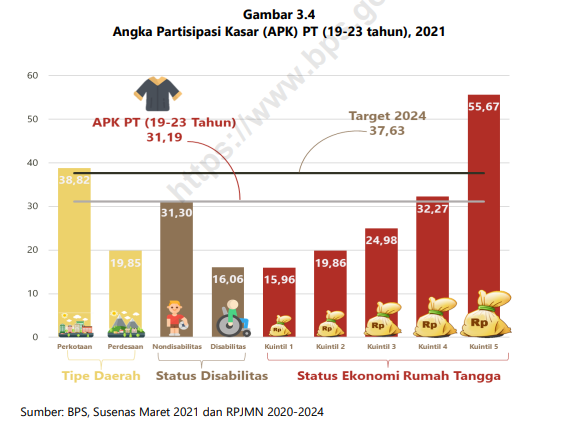 Gambar 3.4
Angka Partisipasi Kasar (APK) PT (19-23 tahun), 2021
https://www.bps.go
60
50
40
30
20
10
0
APK PT (19-23 Tahun)
31,19
Target 2024
37,63
38,82
19,85
31,30
16,06
15,96
19,86
24,98
32,27
55,67
Rp
Rp
Rp
Rp
Rp
Perkotaan
Perdesaan
Nondisabilitas
Disabilitas
Kuintil 1
Kuintil 2
Kuintil 3
Kuintil 4
Kuintil 5
Tipe Daerah
Status Disabilitas
Status Ekonomi Rumah Tangga
Sumber: BPS, Susenas Maret 2021 dan RPJMN 2020-2024